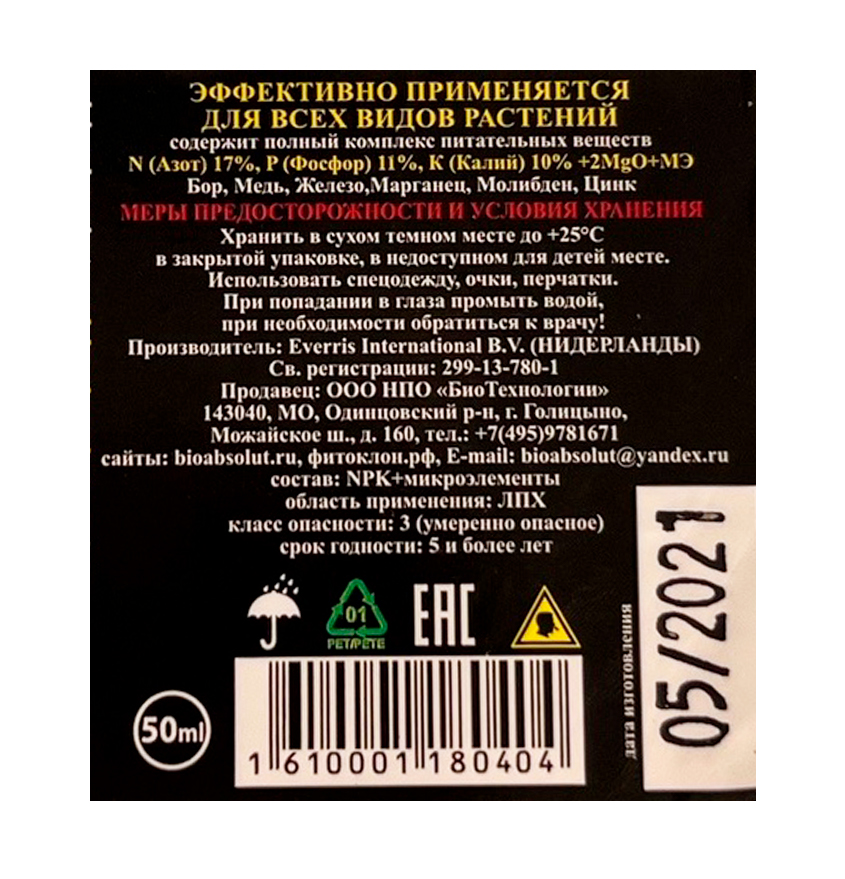 ЭФФЕКТИВНО ПРИМЕНЯЕТСЯ
ДЛЯ ВСЕХ ВИДОВ РАСТЕНИЙ
содержит полный комплекс питательных веществ
N (Азот) 17%, P (Фосфор) 11%, K (Калий) 10% +2MgO+МЭ
Бор, Медь, Железо,Марганец, Молибден, Цинк
МЕРЫ ПРЕДОСТОРОЖНОСТИ И УСЛОВИЯ ХРАНЕНИЯ
Хранить в сухом темном месте до +25°C
в закрытой упаковке, в недоступном для детей месте.
Использовать спецодежду, очки, перчатки.
При попадании в глаза промыть водой,
при необходимости обратиться к врачу!
Производитель: Everris International B.V. (НИДЕРЛАНДЫ)
Св. регистрации: 299-13-780-1
Продавец: ООО НПО «БиоТехнологии»
143040, МО, Одинцовский р-н, г. Голицыно,
Можайское ш., д. 160, тел.: +7(495)9781671
сайты: bioabsolut.ru, фитоклон.рф, E-mail: bioabsolut@yandex.ru
состав: NPK+микроэлементы
область применения: ЛПХ
класс опасности: 3 (умеренно опасное)
срок годности: 5 и более лет
01
PET/PETE
EAC
50ml
1 610001 180404
дата изготовления
05/2021